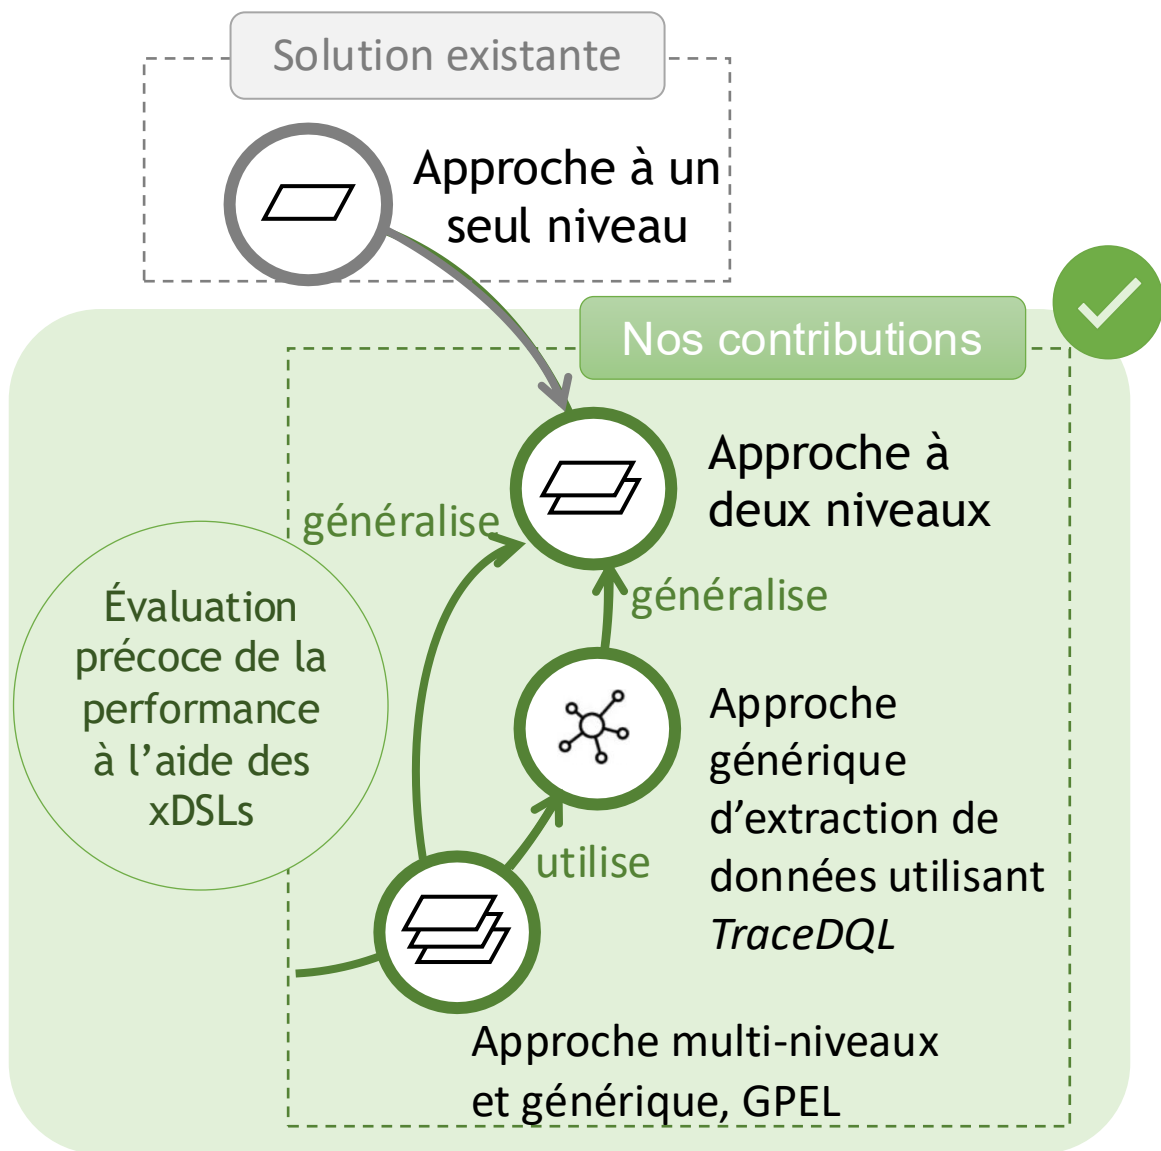 Solution existante
Approche à un
seul niveau
Nos contributions
Approche à
deux niveaux
généralise
généralise
Évaluation
précoce de la
performance
à l’aide des
xDSLs
Approche
générique
d’extraction de
données utilisant
TraceDQL
utilise
Approche multi-niveaux
et générique, GPEL